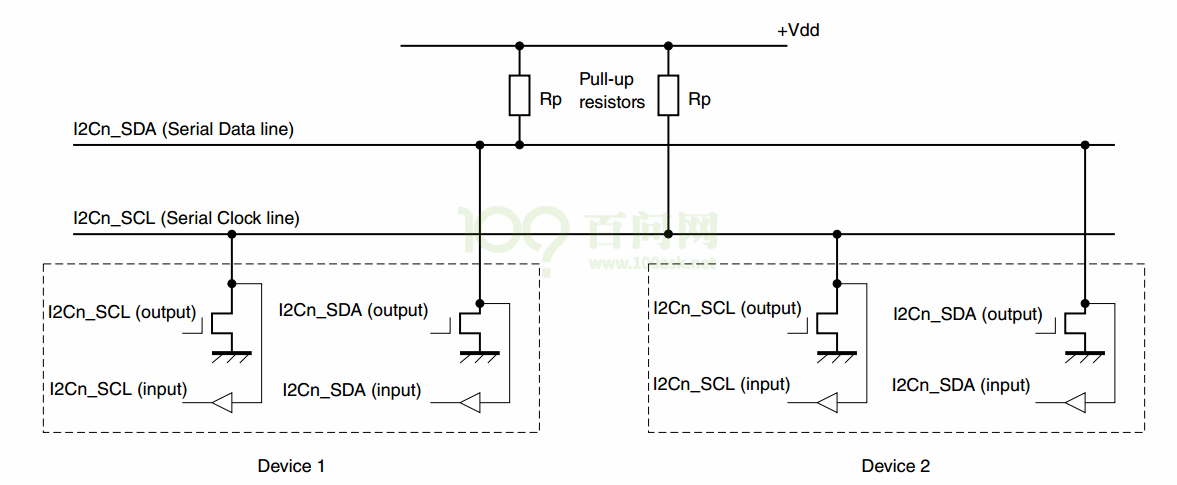 +Vdd
Pull-up
resistors
Rp
Rp
I2Cn_SDA (Serial Data line)
I2Cn_SCL (Serial Clock line)
100?
百问网
www.100ask.net
I2Cn_SCL (output)
I2Cn_SDA (output)
I2Cn_SCL (output)
I2Cn_SDA (output)
I2Cn_SCL (input)
I2Cn_SDA (input)
I2Cn_SCL (input)
I2Cn_SDA (input)
Device 1
Device 2